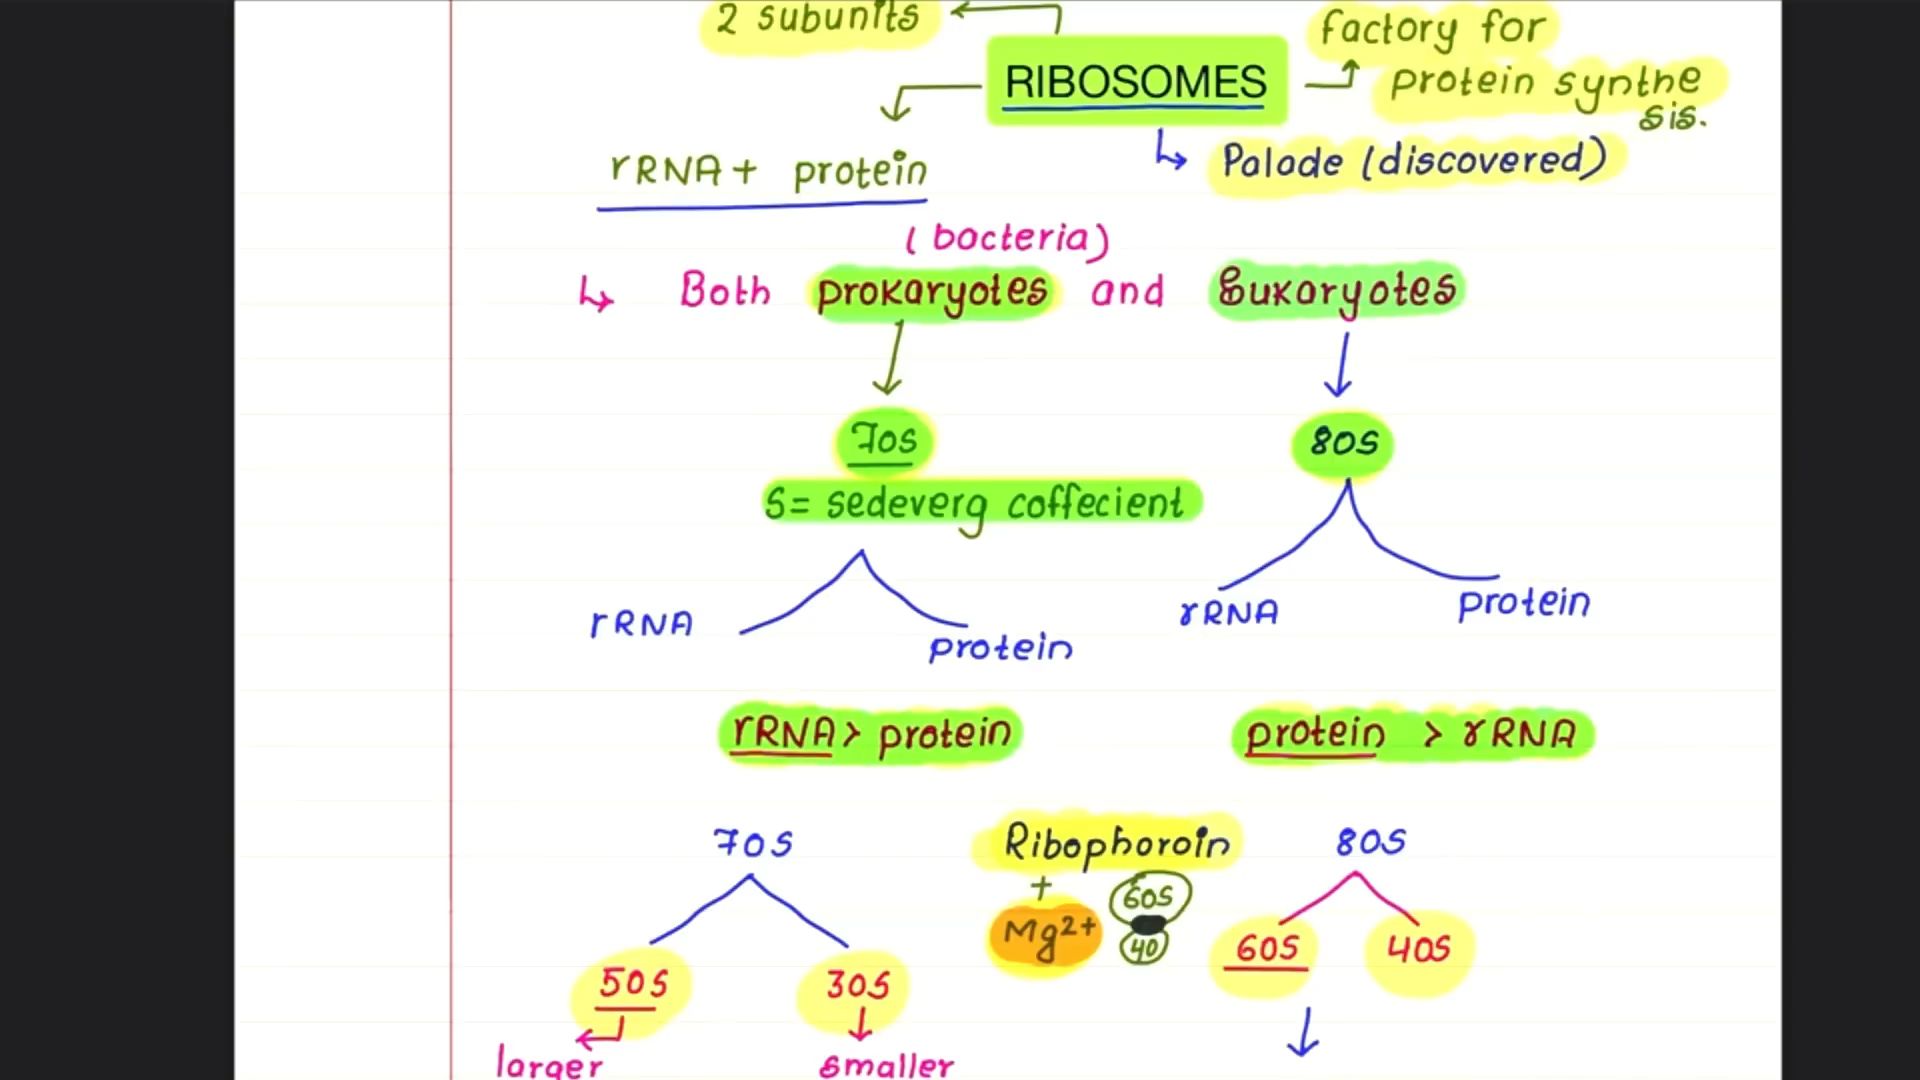 2 subunits
factory for
RIBOSOMES
protein synthe
sis.
Palade (discovered)
rRNA + protein
(bacteria)
Both prokaryotes and Eukaryotes
70S
80S
S= sedeverg coffecient
rRNA
protein
rRNA
protein
rRNA > protein
protein > rRNA
70S
Ribophoroin
80S
+
60S
Mg2+
40
60S
40S
50S
30S
larger
smaller